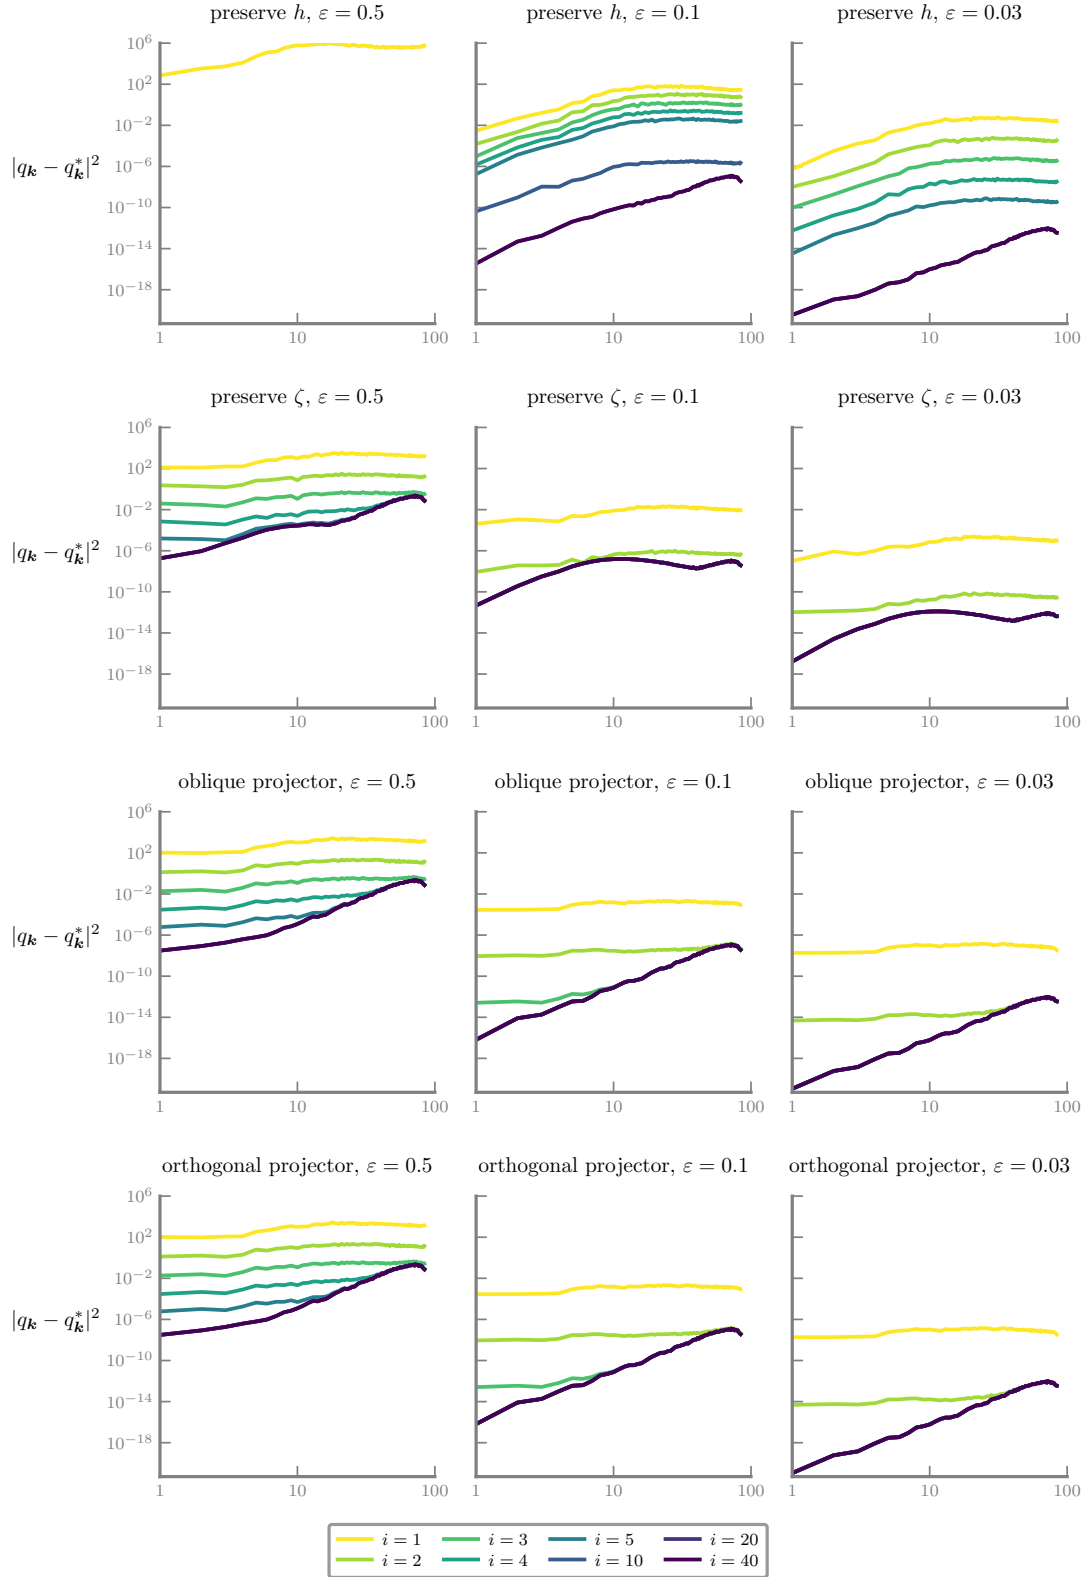 preserve h, ε = 0.5 preserve h, ε = 0.1 preserve h, ε = 0.03
10^6
10^2
10^−2
10^−6
10^−10
10^−14
10^−18
|q_k − q_k^*|^2
1 10 100 1 10 100 1 10 100
preserve ζ, ε = 0.5 preserve ζ, ε = 0.1 preserve ζ, ε = 0.03
10^6
10^2
10^−2
10^−6
10^−10
10^−14
10^−18
|q_k − q_k^*|^2
1 10 100 1 10 100 1 10 100
oblique projector, ε = 0.5 oblique projector, ε = 0.1 oblique projector, ε = 0.03
10^6
10^2
10^−2
10^−6
10^−10
10^−14
10^−18
|q_k − q_k^*|^2
1 10 100 1 10 100 1 10 100
orthogonal projector, ε = 0.5 orthogonal projector, ε = 0.1 orthogonal projector, ε = 0.03
10^6
10^2
10^−2
10^−6
10^−10
10^−14
10^−18
|q_k − q_k^*|^2
1 10 100 1 10 100 1 10 100
i = 1 i = 3 i = 5 i = 20
i = 2 i = 4 i = 10 i = 40